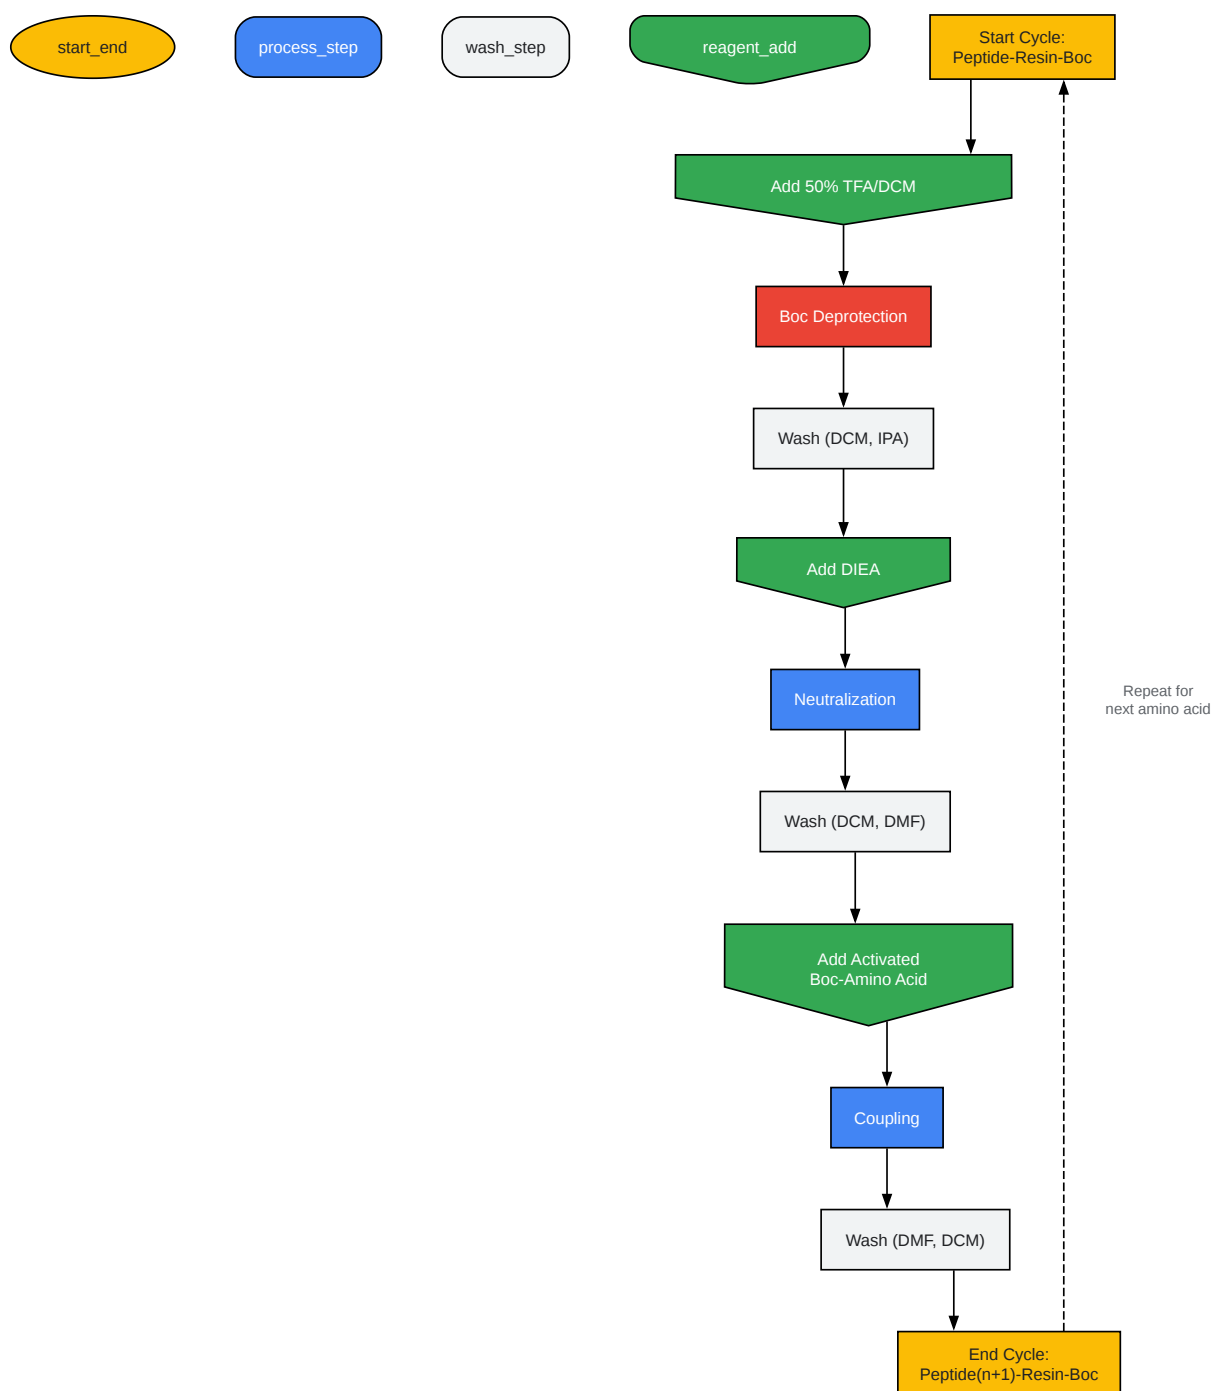 start_end
process_step
wash_step
reagent_add
Start Cycle:
Peptide-Resin-Boc
Add 50% TFA/DCM
Boc Deprotection
Wash (DCM, IPA)
Add DIEA
Neutralization
Repeat for
next amino acid
Wash (DCM, DMF)
Add Activated
Boc-Amino Acid
Coupling
Wash (DMF, DCM)
End Cycle:
Peptide(n+1)-Resin-Boc